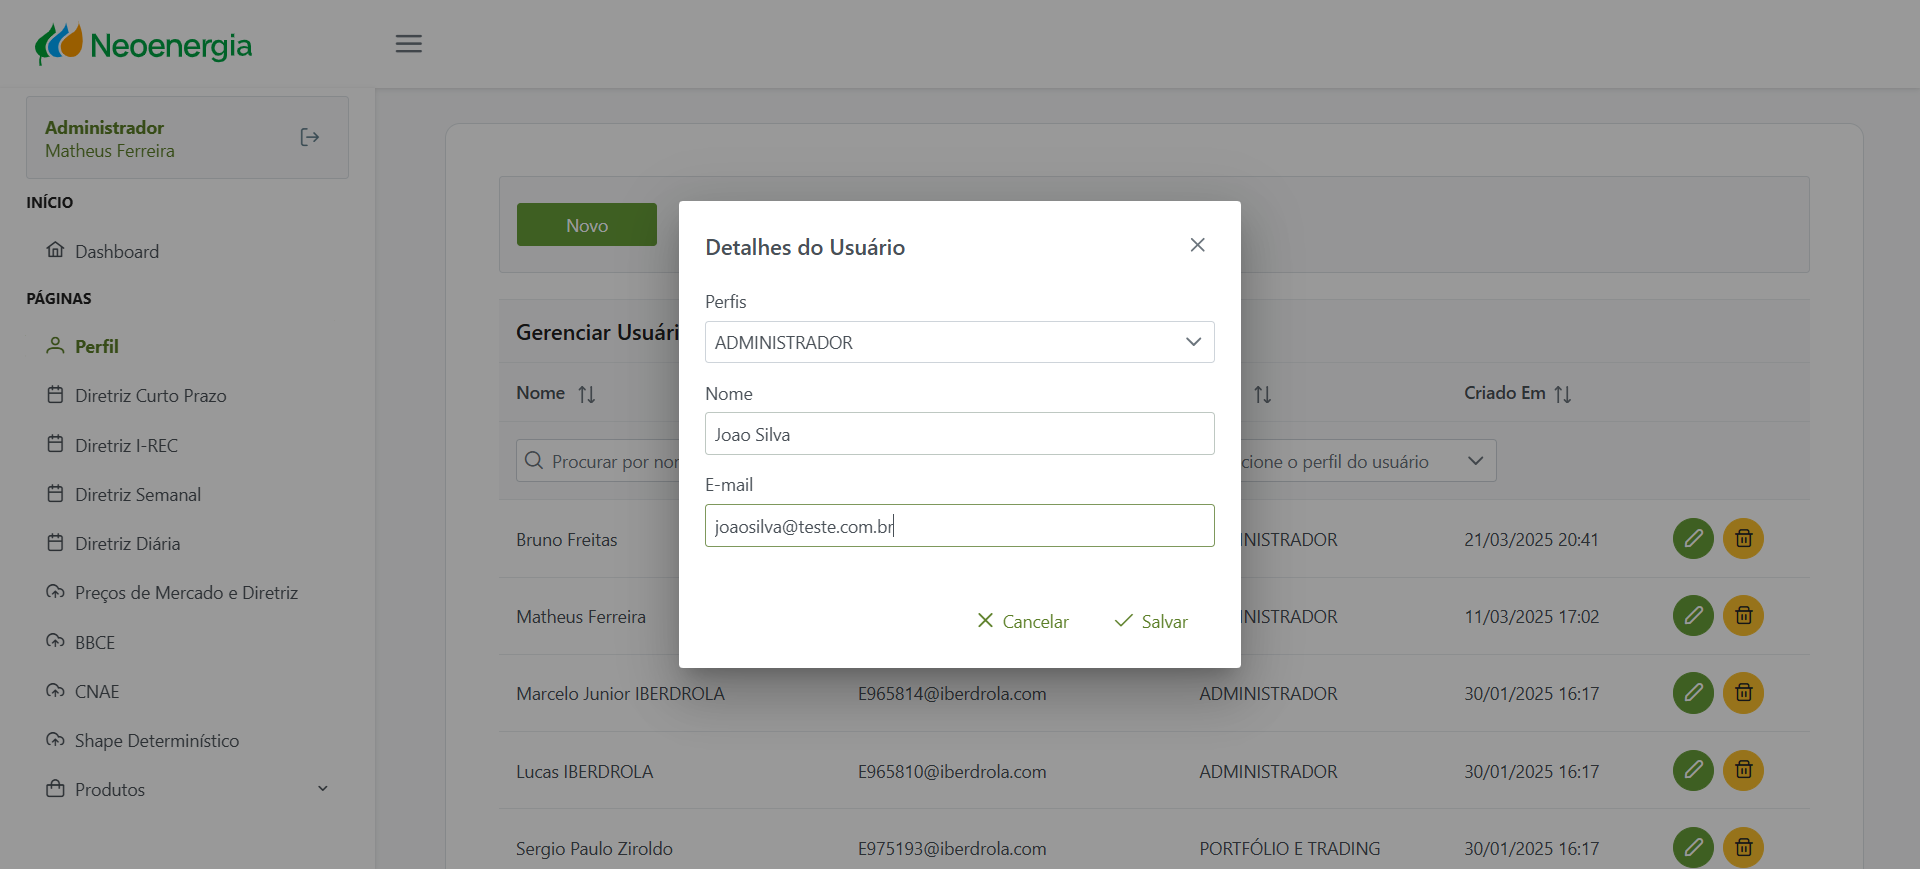 Neoenergia
Administrador
Matheus Ferreira
INÍCIO
Dashboard
PÁGINAS
Perfil
Diretriz Curto Prazo
Diretriz I-REC
Diretriz Semanal
Diretriz Diária
Preços de Mercado e Diretriz
BBCE
CNAE
Shape Determinístico
Produtos
Novo
Gerenciar Usuári
Nome
Criado Em
Procurar por nor
cione o perfil do usuário
Bruno Freitas
NISTRADOR
21/03/2025 20:41
Matheus Ferreira
NISTRADOR
11/03/2025 17:02
Marcelo Junior IBERDROLA
E965814@iberdrola.com
ADMINISTRADOR
30/01/2025 16:17
Lucas IBERDROLA
E965810@iberdrola.com
ADMINISTRADOR
30/01/2025 16:17
Sergio Paulo Ziroldo
E975193@iberdrola.com
PORTFÓLIO E TRADING
30/01/2025 16:17
Detalhes do Usuário
Perfis
ADMINISTRADOR
Nome
Joao Silva
E-mail
joaosilva@teste.com.br
Cancelar
Salvar